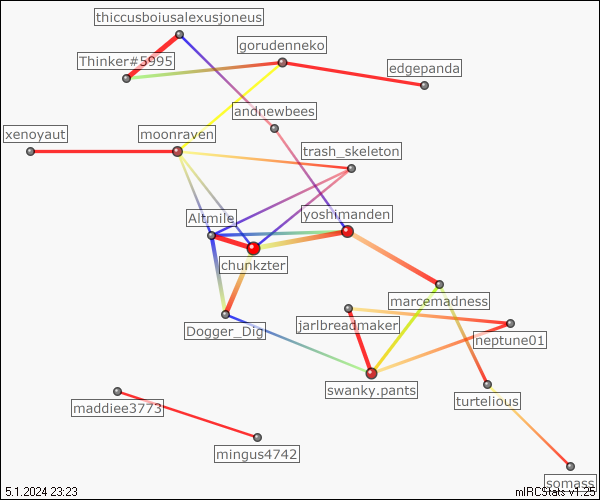 thiccusboiusalexusjoneus
gorudenneko
Thinker#5995
edgepanda
andnewbees
xenoyaut
moonraven
trash_skeleton
Altmile
yoshimanden
chunkzter
marcemadness
Dogger_Dig
jarlbreadmaker
neptune01
swanky.pants
turtelious
maddiee3773
mingus4742
somass
5.1.2024 23:23
mIRCStats v1.25